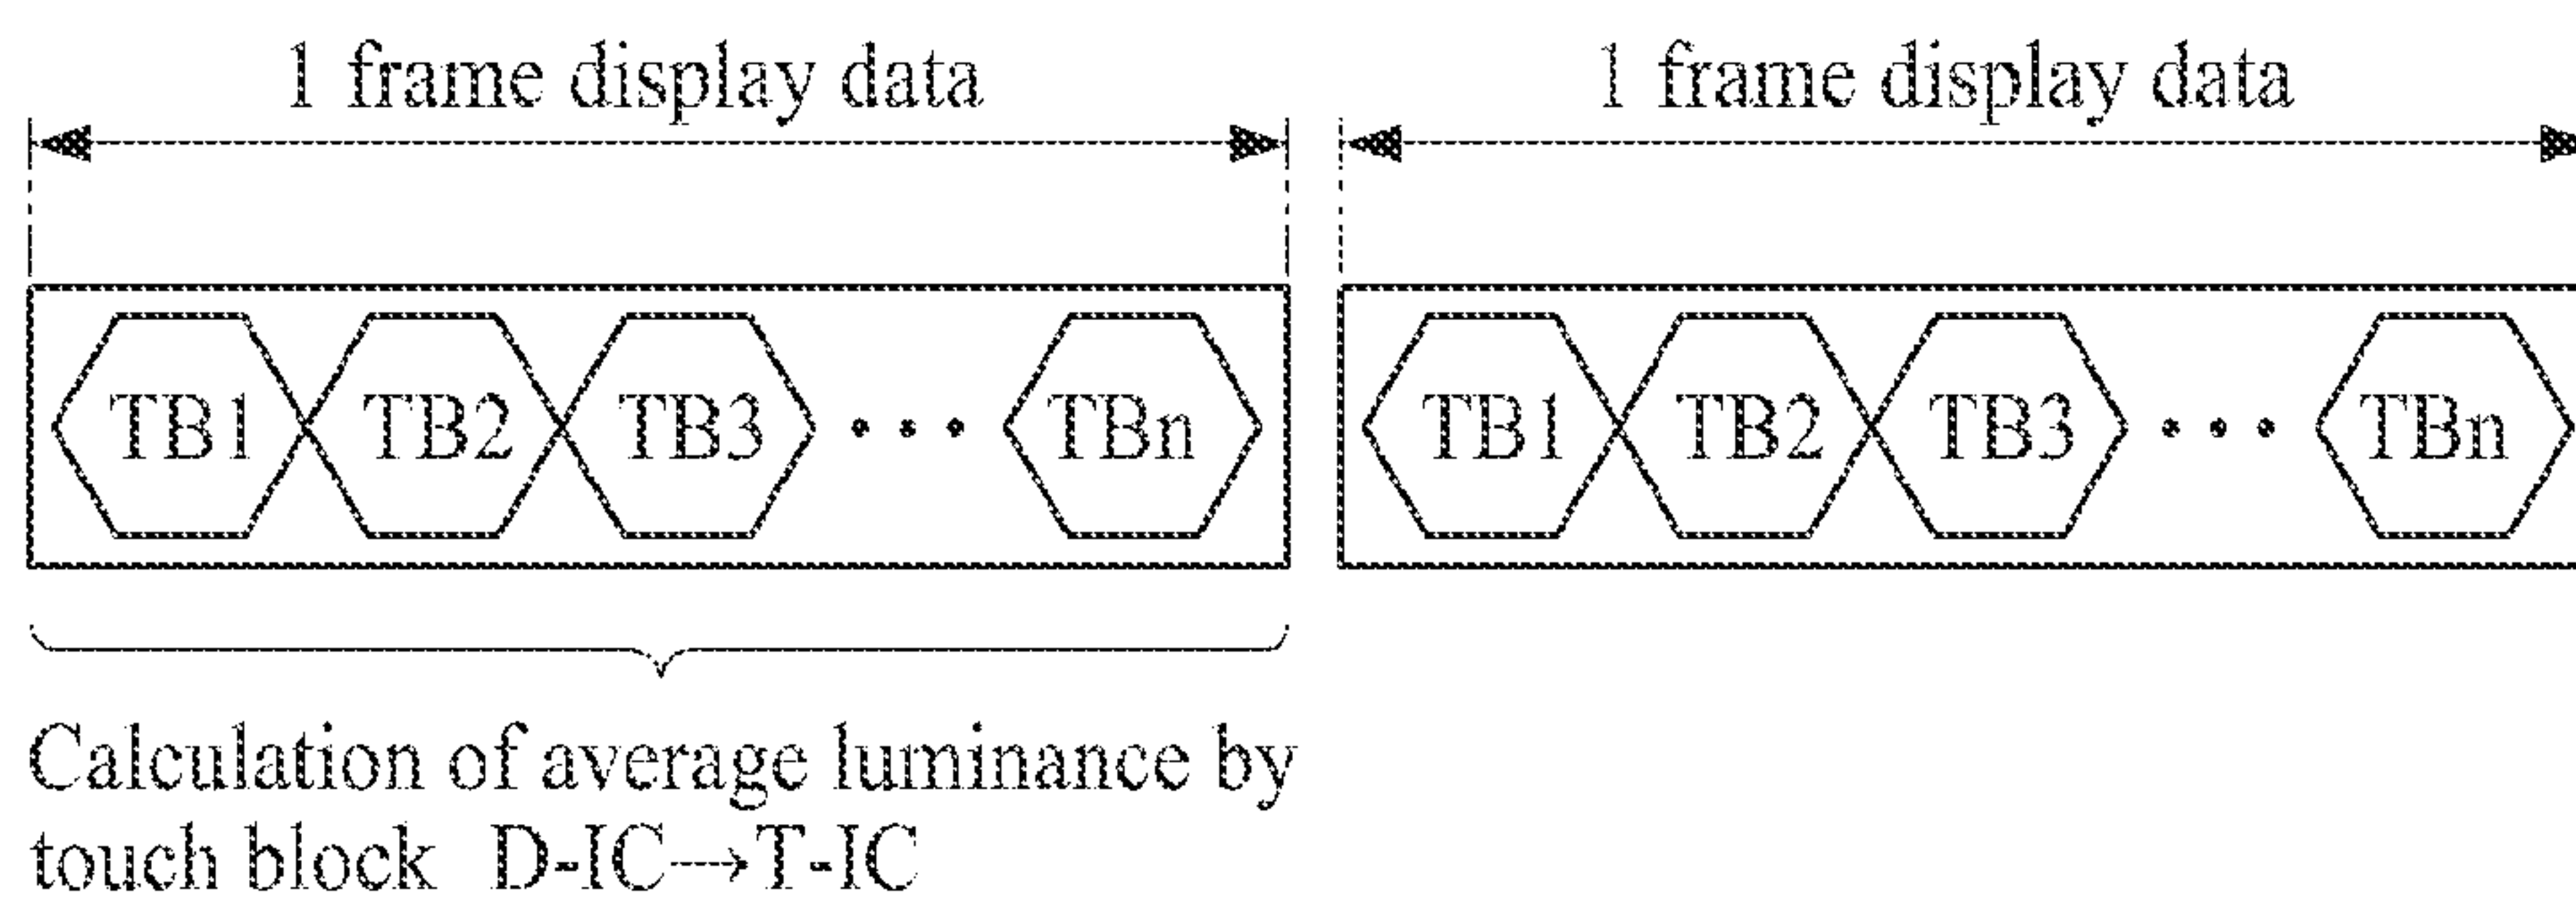 1 frame display data 1 frame display data
TB1 TB2 TB3 ... TBn TB1 TB2 TB3 ... TBn
Calculation of average luminance by
touch block D-IC→T-IC